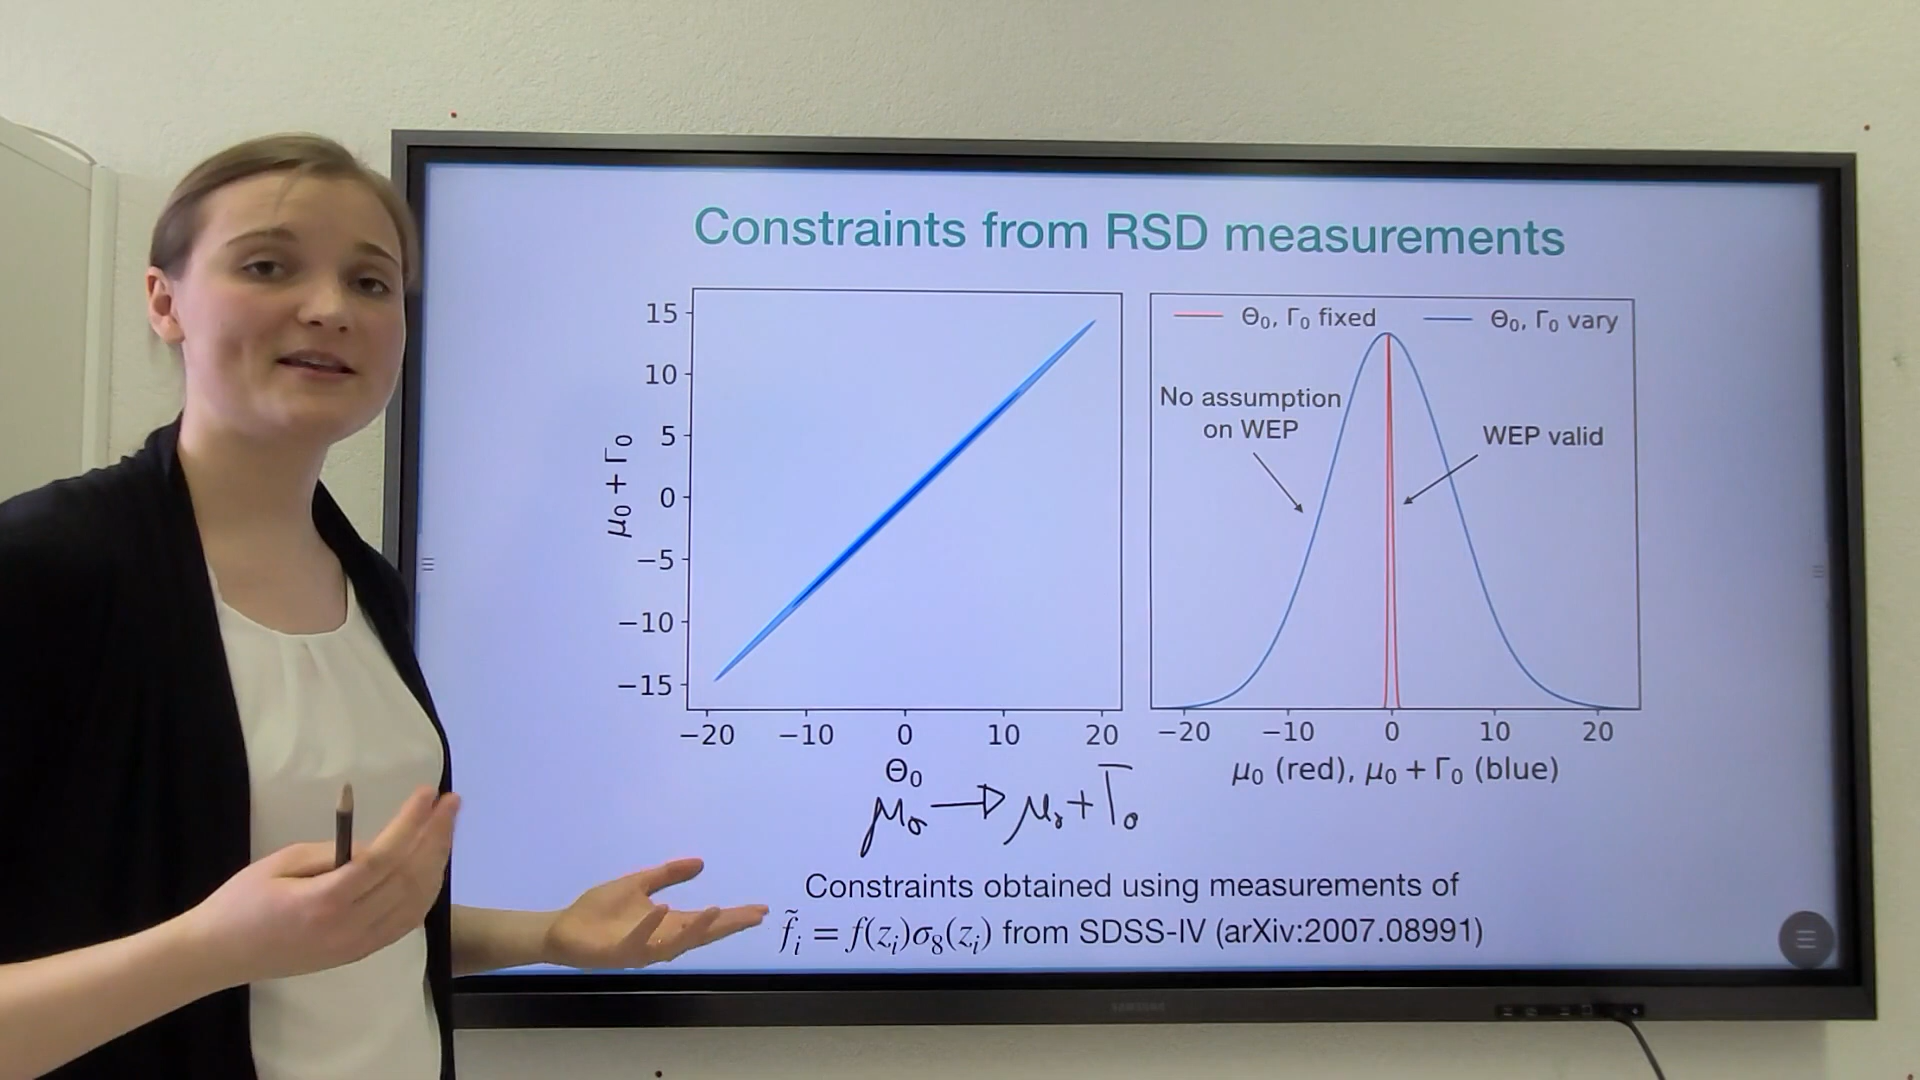 Constraints from RSD measurements
μ₀ + Γ₀
15
10
5
0
−5
−10
−15
−20 −10 0 10 20
Θ₀
Θ₀, Γ₀ fixed Θ₀, Γ₀ vary
No assumption
on WEP
WEP valid
−20 −10 0 10 20
μ₀ (red), μ₀ + Γ₀ (blue)
μ₀ → μ₀ + Γ₀
Constraints obtained using measurements of
f̃ᵢ = f(zᵢ)σ₈(zᵢ) from SDSS-IV (arXiv:2007.08991)
SAMSUNG